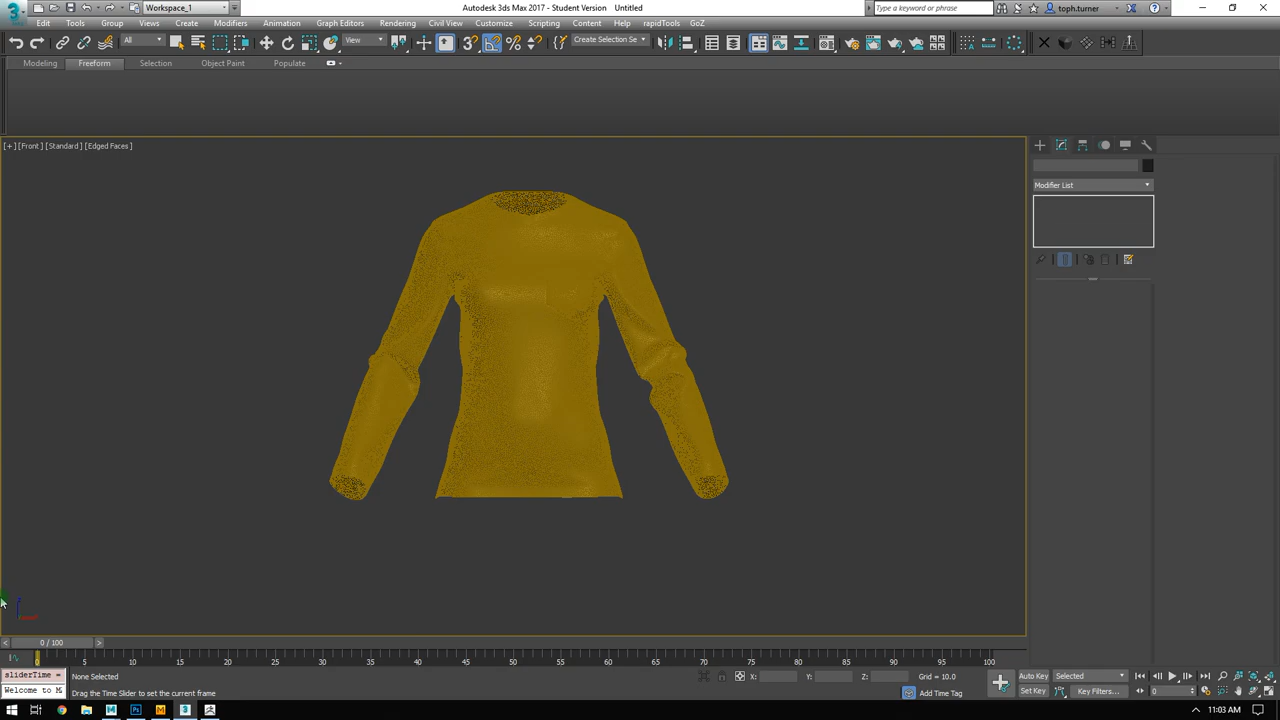 Workspace_1
Autodesk 3ds Max 2017 - Student Version    Untitled
Type a keyword or phrase
toph.turner
Edit Tools Group Views Create Modifiers Animation Graph Editors Rendering Civil View Customize Scripting Content Help rapidTools GoZ
All View Create Selection Se
Modeling Freeform Selection Object Paint Populate
[+] [Front] [Standard] [Edged Faces]
Modifier List
0 / 100
0 5 10 15 20 25 30 35 40 45 50 55 60 65 70 75 80 85 90 95 100
sliderTime = None Selected X: Y: Z: Grid = 10.0 Auto Key Selected
Welcome to M Drag the Time Slider to set the current frame Add Time Tag Set Key Key Filters... 0
11:03 AM